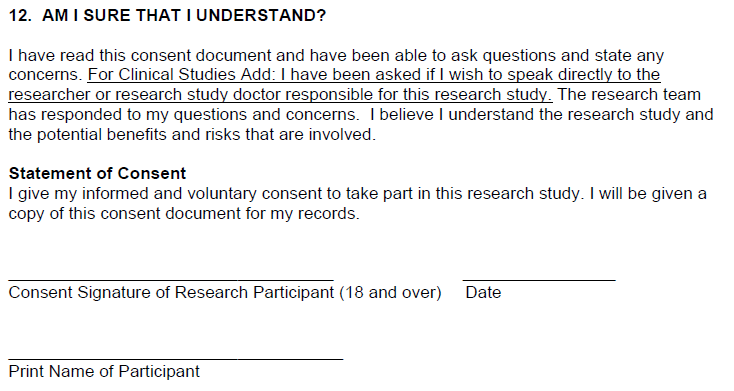 12. AM I SURE THAT I UNDERSTAND?
I have read this consent document and have been able to ask questions and state any
concerns. For Clinical Studies Add: I have been asked if I wish to speak directly to the
researcher or research study doctor responsible for this research study. The research team
has responded to my questions and concerns. I believe I understand the research study and
the potential benefits and risks that are involved.
Statement of Consent
I give my informed and voluntary consent to take part in this research study. I will be given a
copy of this consent document for my records.
Consent Signature of Research Participant (18 and over) Date
Print Name of Participant